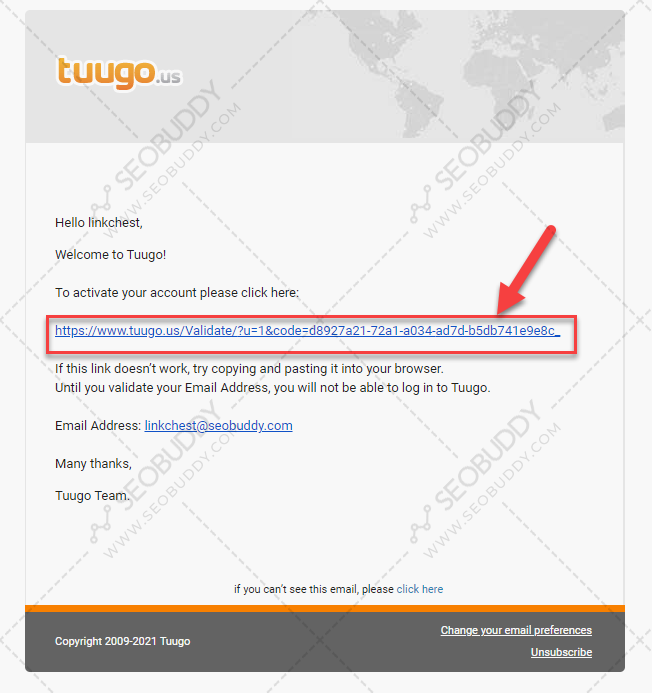 tuugo.us
SEOBUDDY
WWW.SEOBUDDY.COM
SEOBUDDY
WWW.SEOBUDDY.COM
Hello linkchest,
Welcome to Tuugo!
To activate your account please click here:
https://www.tuugo.us/Validate/?u=1&code=d8927a21-72a1-a034-ad7d-b5db741e9e8c_
If this link doesn’t work, try copying and pasting it into your browser.
Until you validate your Email Address, you will not be able to log in to Tuugo.
Email Address: linkchest@seobuddy.com
Many thanks,
Tuugo Team.
SEOBUDDY
WWW.SEOBUDDY.COM
SEOBUDDY
WWW.SEOBUDDY.COM
if you can’t see this email, please click here
Copyright 2009-2021 Tuugo
Change your email preferences
Unsubscribe